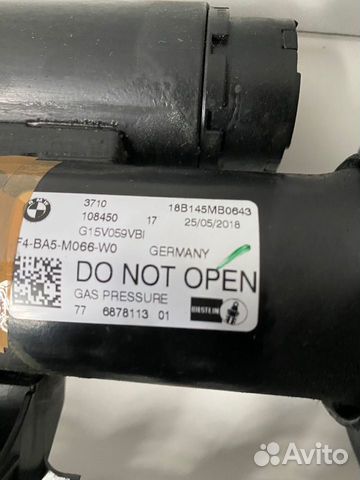 BMW
3710
18B145MB0643
108450 17 25/05/2018
G15V059VBI
F4-BA5-M066-W0 GERMANY
DO NOT OPEN
GAS PRESSURE
77 6878113 01
BILSTEIN
Avito